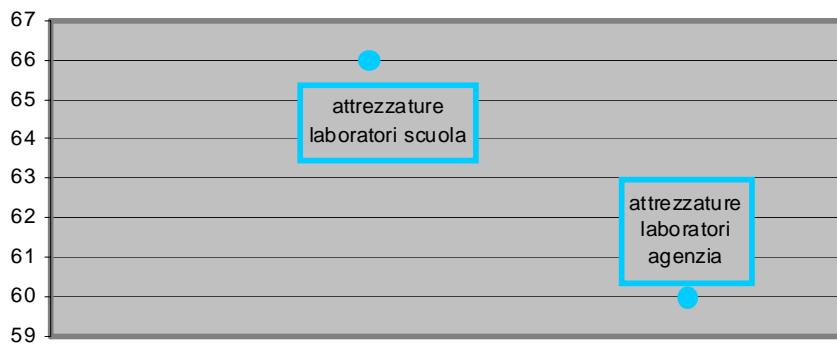 67
66
65
64
63
62
61
60
59
attrezzature
laboratori scuola
attrezzature
laboratori
agenzia